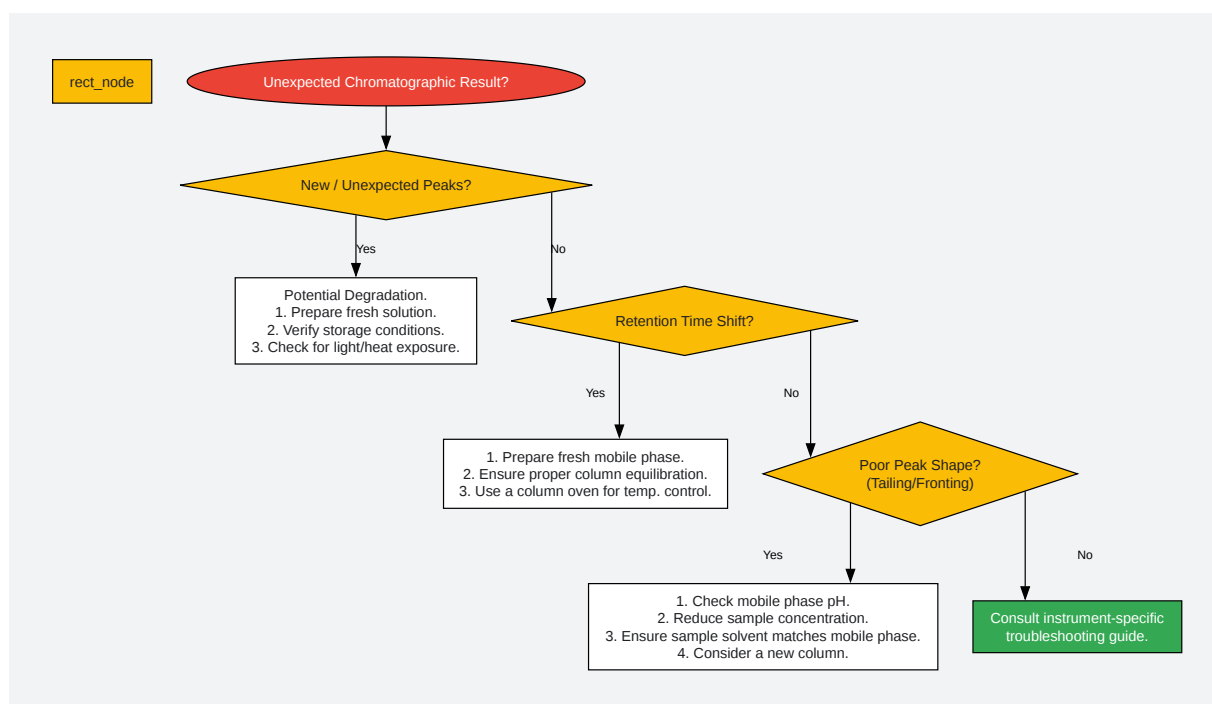 rect_node
Unexpected Chromatographic Result?
New / Unexpected Peaks?
Yes
No
Potential Degradation.
1. Prepare fresh solution.
2. Verify storage conditions.
3. Check for light/heat exposure.
Retention Time Shift?
Yes
No
1. Prepare fresh mobile phase.
2. Ensure proper column equilibration.
3. Use a column oven for temp. control.
Poor Peak Shape?
(Tailing/Fronting)
Yes
No
1. Check mobile phase pH.
2. Reduce sample concentration.
3. Ensure sample solvent matches mobile phase.
4. Consider a new column.
Consult instrument-specific
troubleshooting guide.